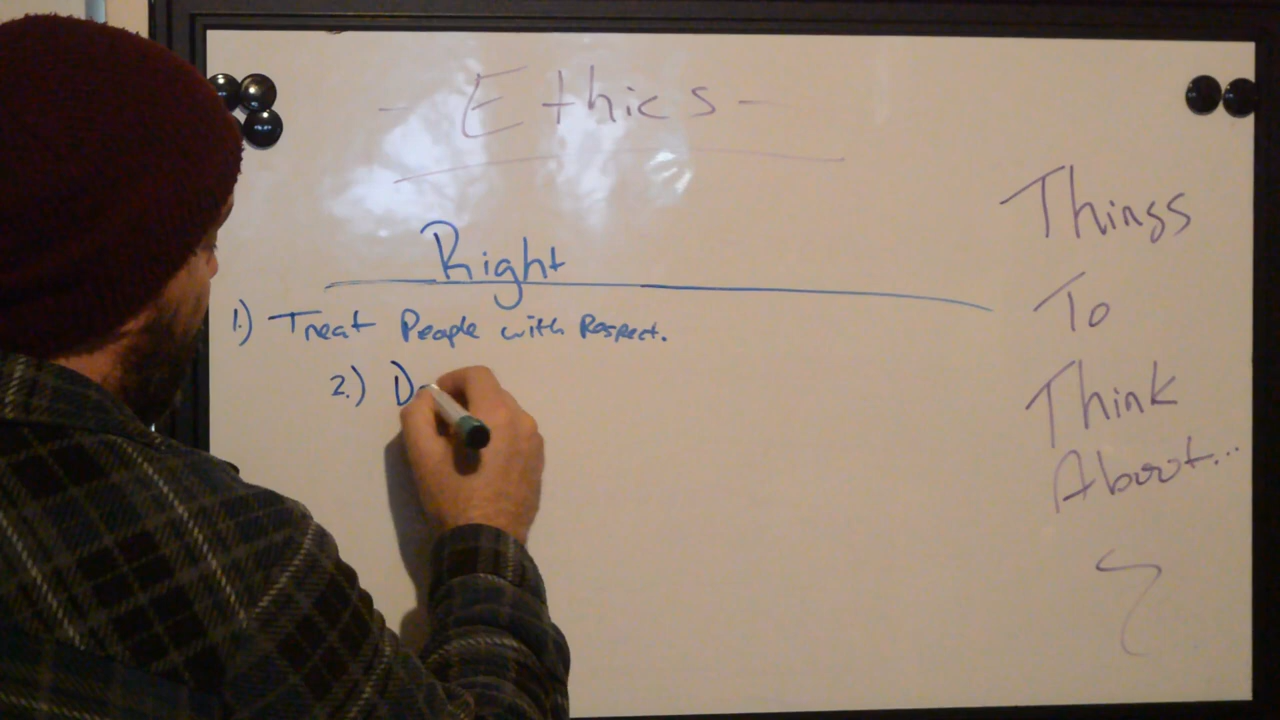 - Ethics -
Right
1.) Treat People with Respect.
2.) D
Things
To
Think
About...